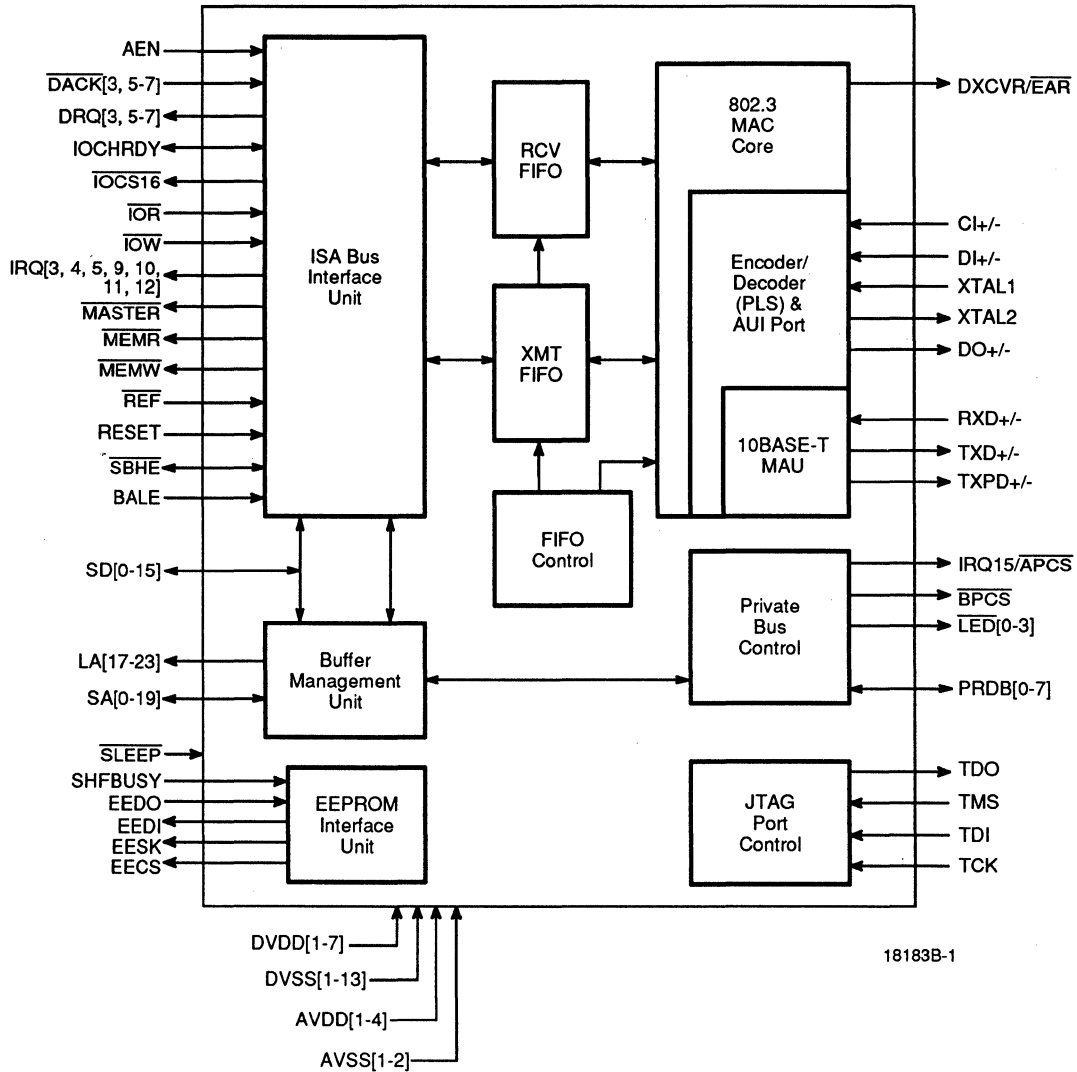 AEN
DACK[3, 5-7]
DRQ[3, 5-7]
IOCHRDY
IOCS16
IOR
IOW
IRQ[3, 4, 5, 9, 10,
11, 12]
MASTER
MEMR
MEMW
REF
RESET
SBHE
BALE
SD[0-15]
LA[17-23]
SA[0-19]
SLEEP
SHFBUSY
EEDO
EEDI
EESK
EECS
ISA Bus
Interface
Unit
Buffer
Management
Unit
EEPROM
Interface
Unit
RCV
FIFO
XMT
FIFO
FIFO
Control
802.3
MAC
Core
Encoder/
Decoder
(PLS) &
AUI Port
10BASE-T
MAU
Private
Bus
Control
JTAG
Port
Control
DXCVR/EAR
CI+/-
DI+/-
XTAL1
XTAL2
DO+/-
RXD+/-
TXD+/-
TXPD+/-
IRQ15/APCS
BPCS
LED[0-3]
PRDB[0-7]
TDO
TMS
TDI
TCK
DVDD[1-7]
DVSS[1-13]
AVDD[1-4]
AVSS[1-2]
18183B-1